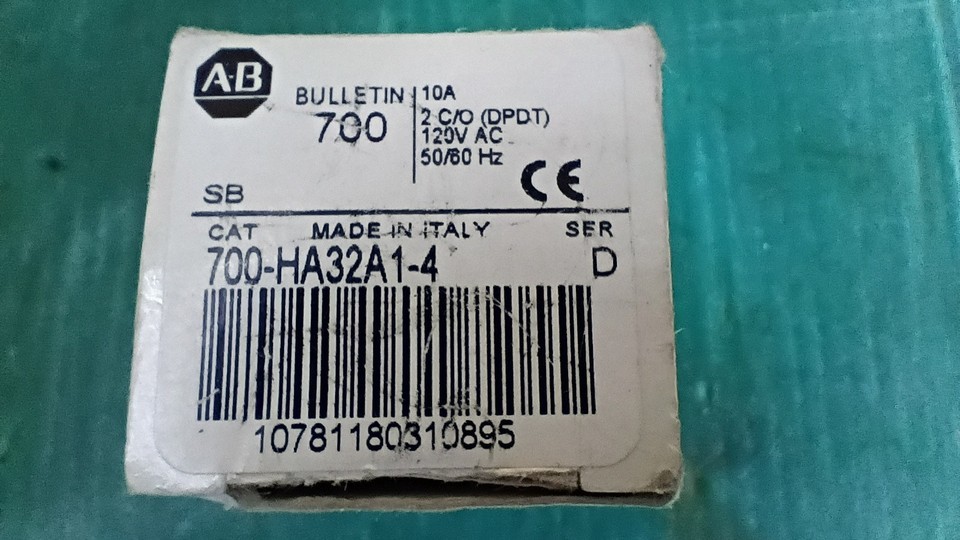 A-B
BULLETIN
700
10A
2 C/O (DPDT)
120V AC
50/60 Hz
CE
SB
CAT MADE IN ITALY SER
700-HA32A1-4 D
10781180310895